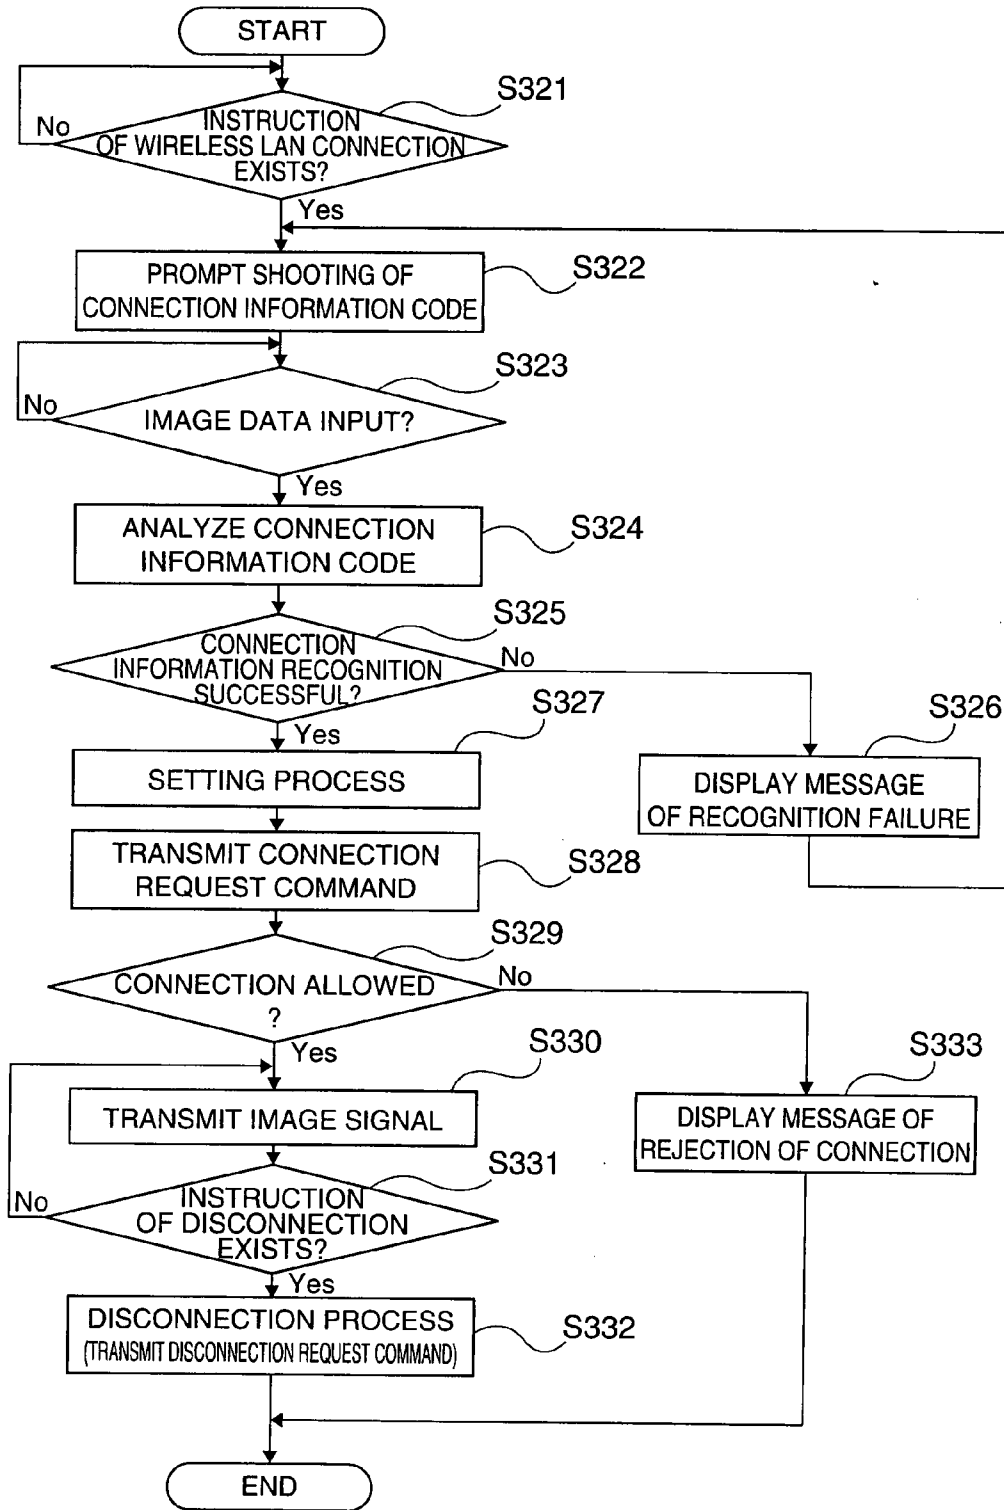 START
S321
No
INSTRUCTION
OF WIRELESS LAN CONNECTION
EXISTS?
Yes
PROMPT SHOOTING OF
CONNECTION INFORMATION CODE
S322
S323
No
IMAGE DATA INPUT?
Yes
ANALYZE CONNECTION
INFORMATION CODE
S324
S325
CONNECTION
INFORMATION RECOGNITION
SUCCESSFUL?
No
Yes
S327
SETTING PROCESS
S326
DISPLAY MESSAGE
OF RECOGNITION FAILURE
TRANSMIT CONNECTION
REQUEST COMMAND
S328
S329
CONNECTION ALLOWED
?
No
Yes
S330
TRANSMIT IMAGE SIGNAL
S333
DISPLAY MESSAGE OF
REJECTION OF CONNECTION
S331
No
INSTRUCTION
OF DISCONNECTION
EXISTS?
Yes
DISCONNECTION PROCESS
(TRANSMIT DISCONNECTION REQUEST COMMAND)
S332
END